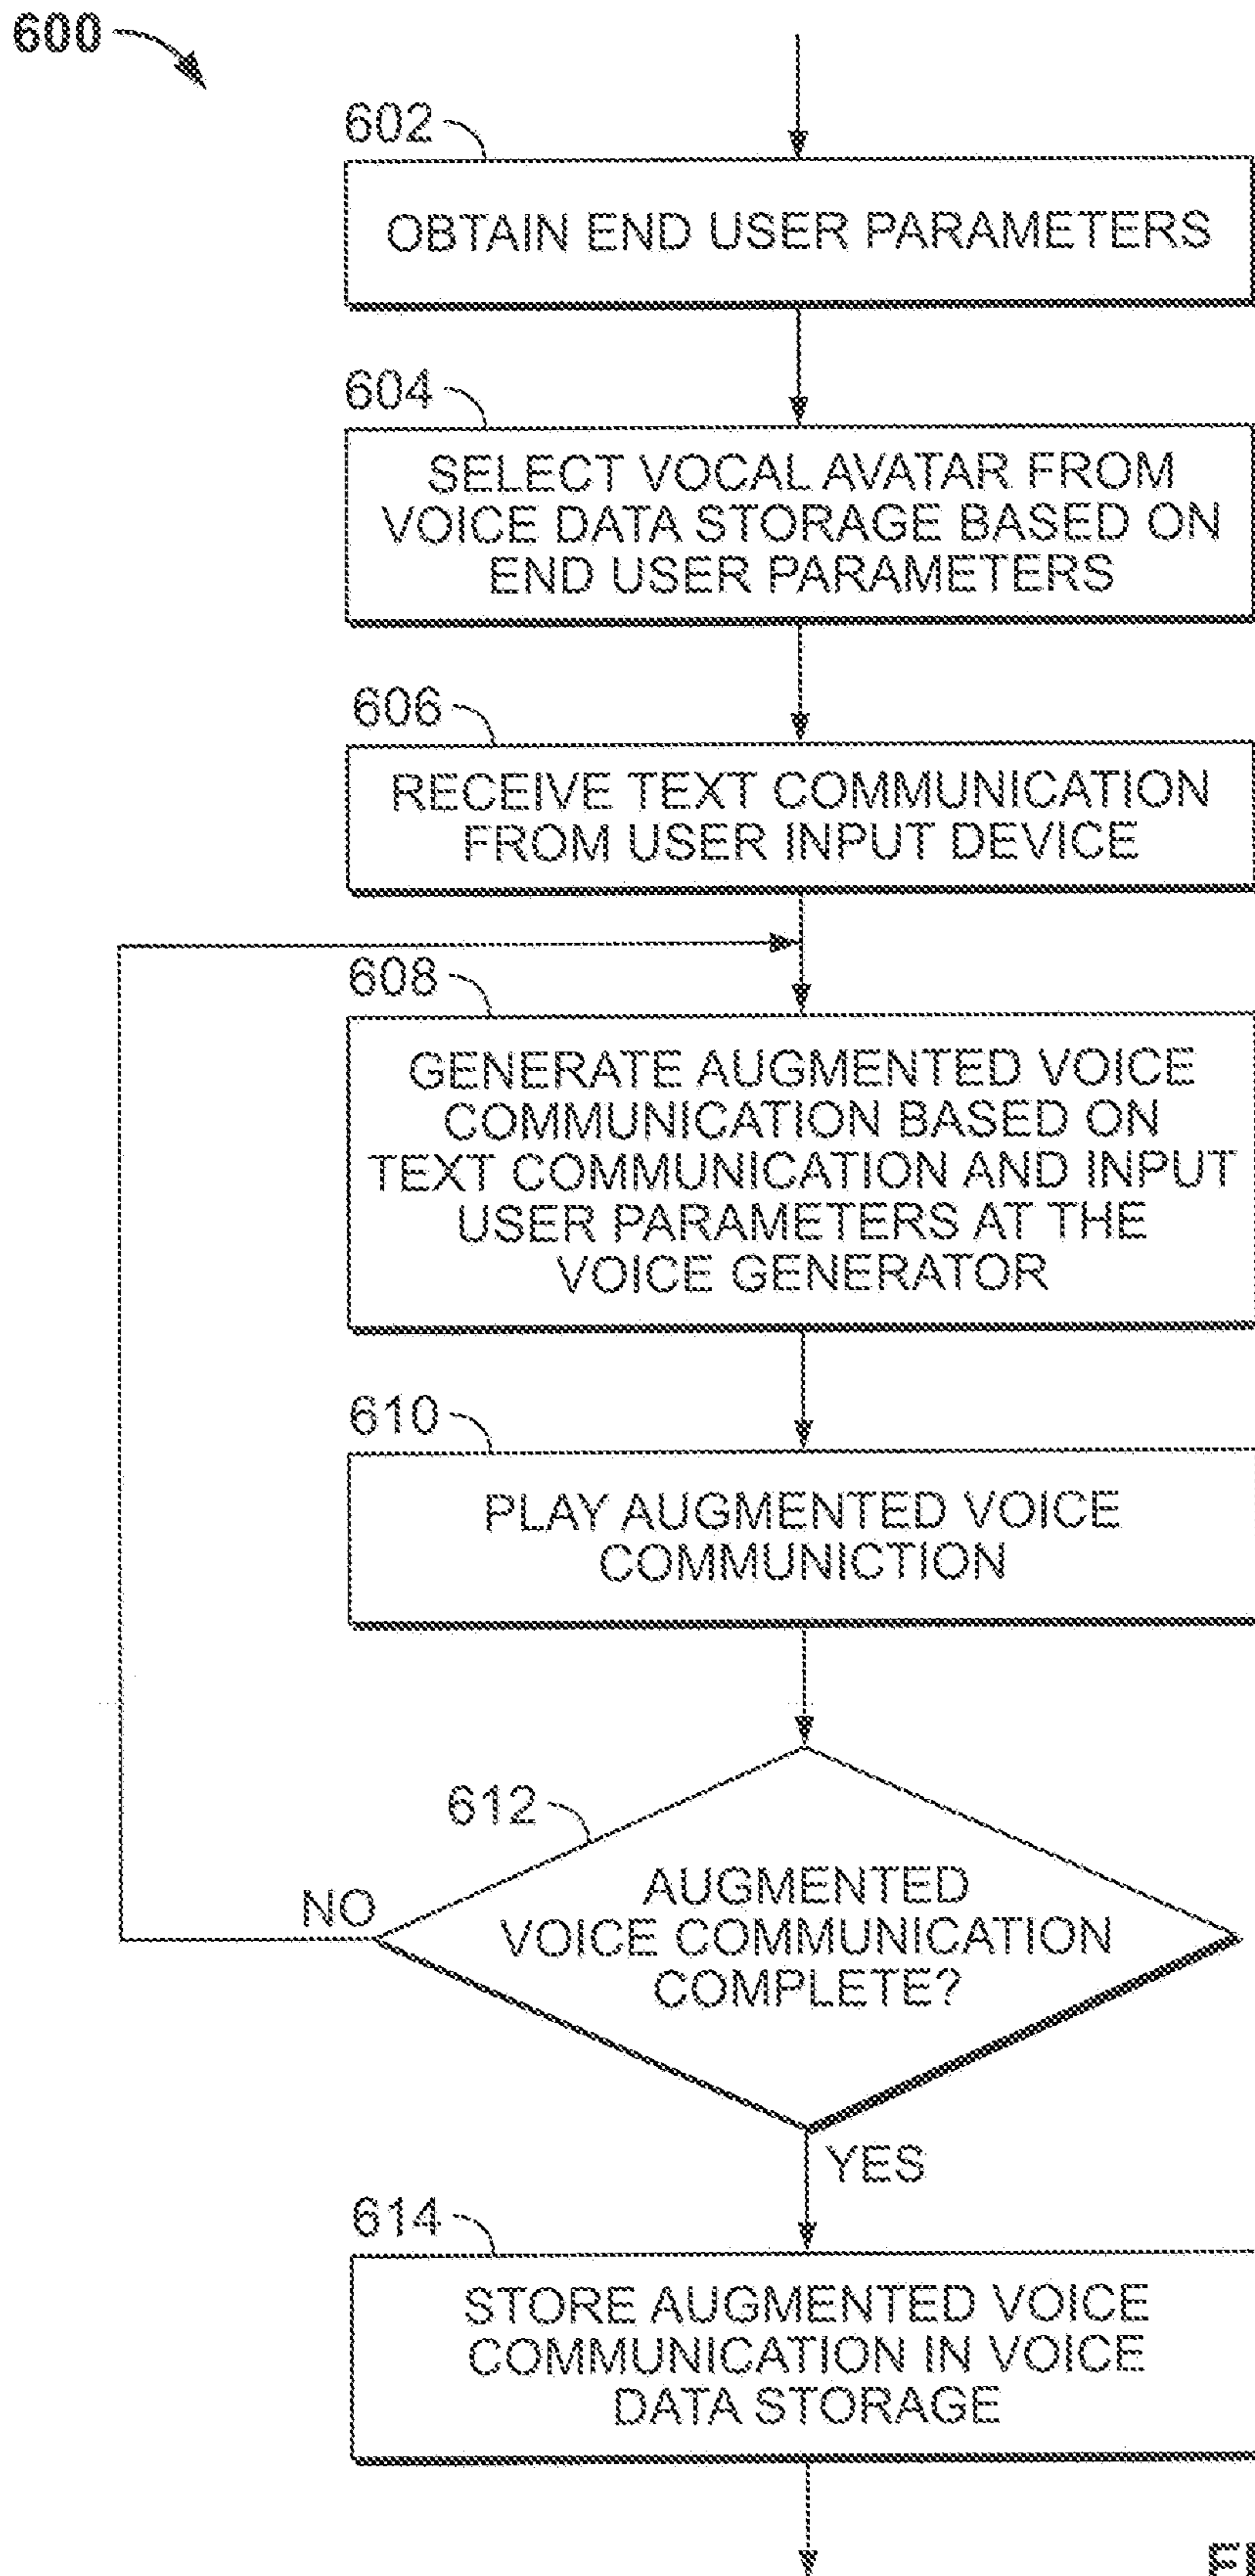 600
602
OBTAIN END USER PARAMETERS
604
SELECT VOCAL AVATAR FROM
VOICE DATA STORAGE BASED ON
END USER PARAMETERS
606
RECEIVE TEXT COMMUNICATION
FROM USER INPUT DEVICE
608
GENERATE AUGMENTED VOICE
COMMUNICATION BASED ON
TEXT COMMUNICATION AND INPUT
USER PARAMETERS AT THE
VOICE GENERATOR
610
PLAY AUGMENTED VOICE
COMMUNICTION
612
AUGMENTED
VOICE COMMUNICATION
COMPLETE?
NO
YES
614
STORE AUGMENTED VOICE
COMMUNICATION IN VOICE
DATA STORAGE